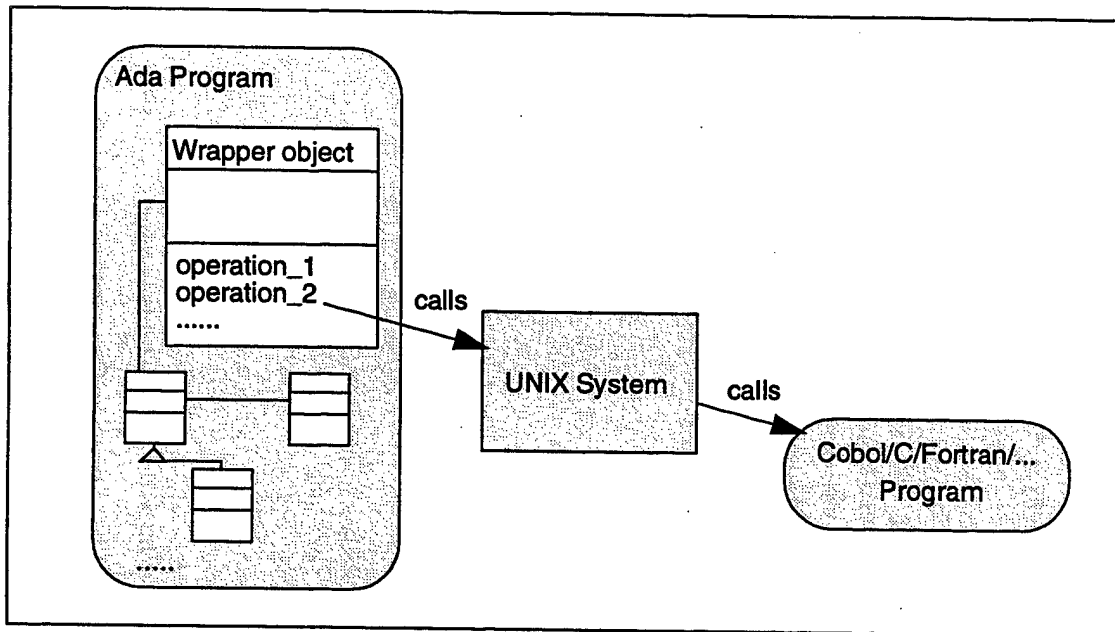 Ada Program
Wrapper object
operation_1
operation_2
......
.....
calls
UNIX System
calls
Cobol/C/Fortran/...
Program